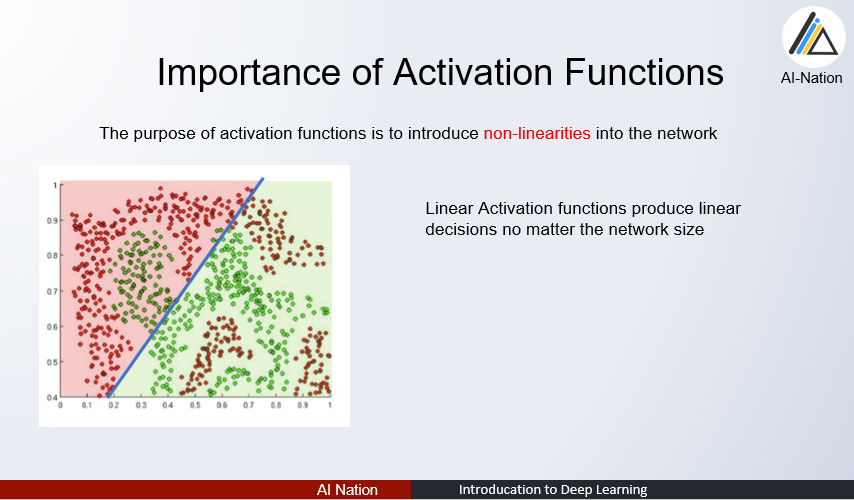 Importance of Activation Functions
AI-Nation
The purpose of activation functions is to introduce non-linearities into the network
Linear Activation functions produce linear
decisions no matter the network size
1
0.9
0.8
0.7
0.6
0.5
0.4
0 0.1 0.2 0.3 0.4 0.5 0.6 0.7 0.8 0.9 1
AI Nation
Introducation to Deep Learning